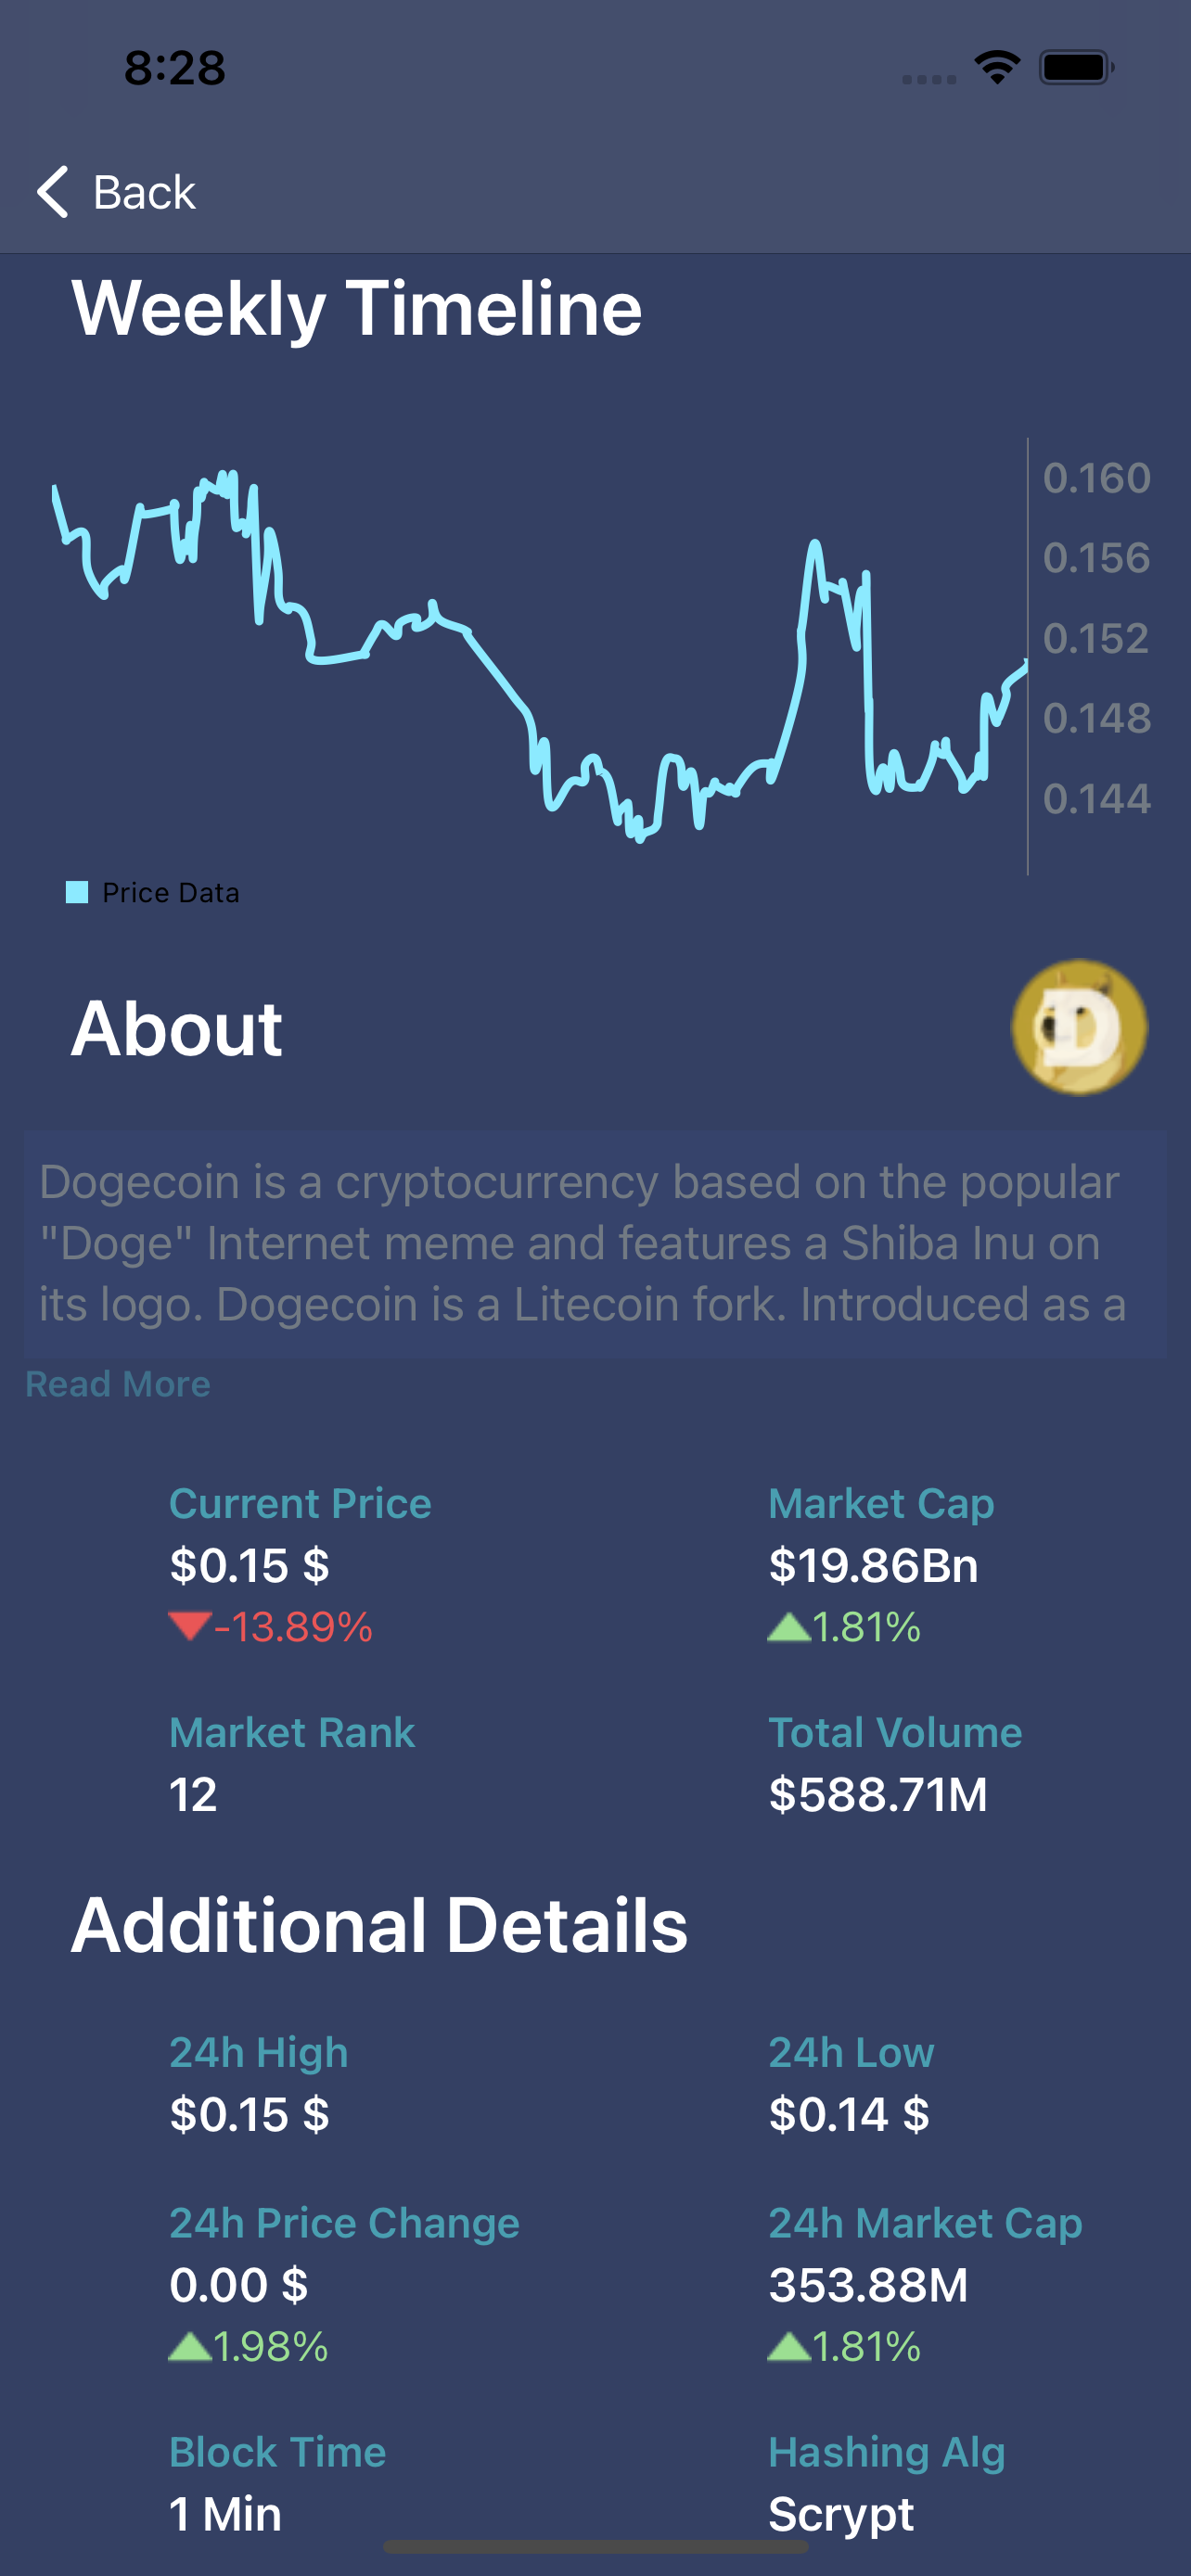 8:28
Back
Weekly Timeline
0.160
0.156
0.152
0.148
0.144
Price Data
About
D
Dogecoin is a cryptocurrency based on the popular
"Doge" Internet meme and features a Shiba Inu on
its logo. Dogecoin is a Litecoin fork. Introduced as a
Read More
Current Price
$0.15 $
-13.89%
Market Cap
$19.86Bn
1.81%
Market Rank
12
Total Volume
$588.71M
Additional Details
24h High
$0.15 $
24h Low
$0.14 $
24h Price Change
0.00 $
1.98%
24h Market Cap
353.88M
1.81%
Block Time
1 Min
Hashing Alg
Scrypt